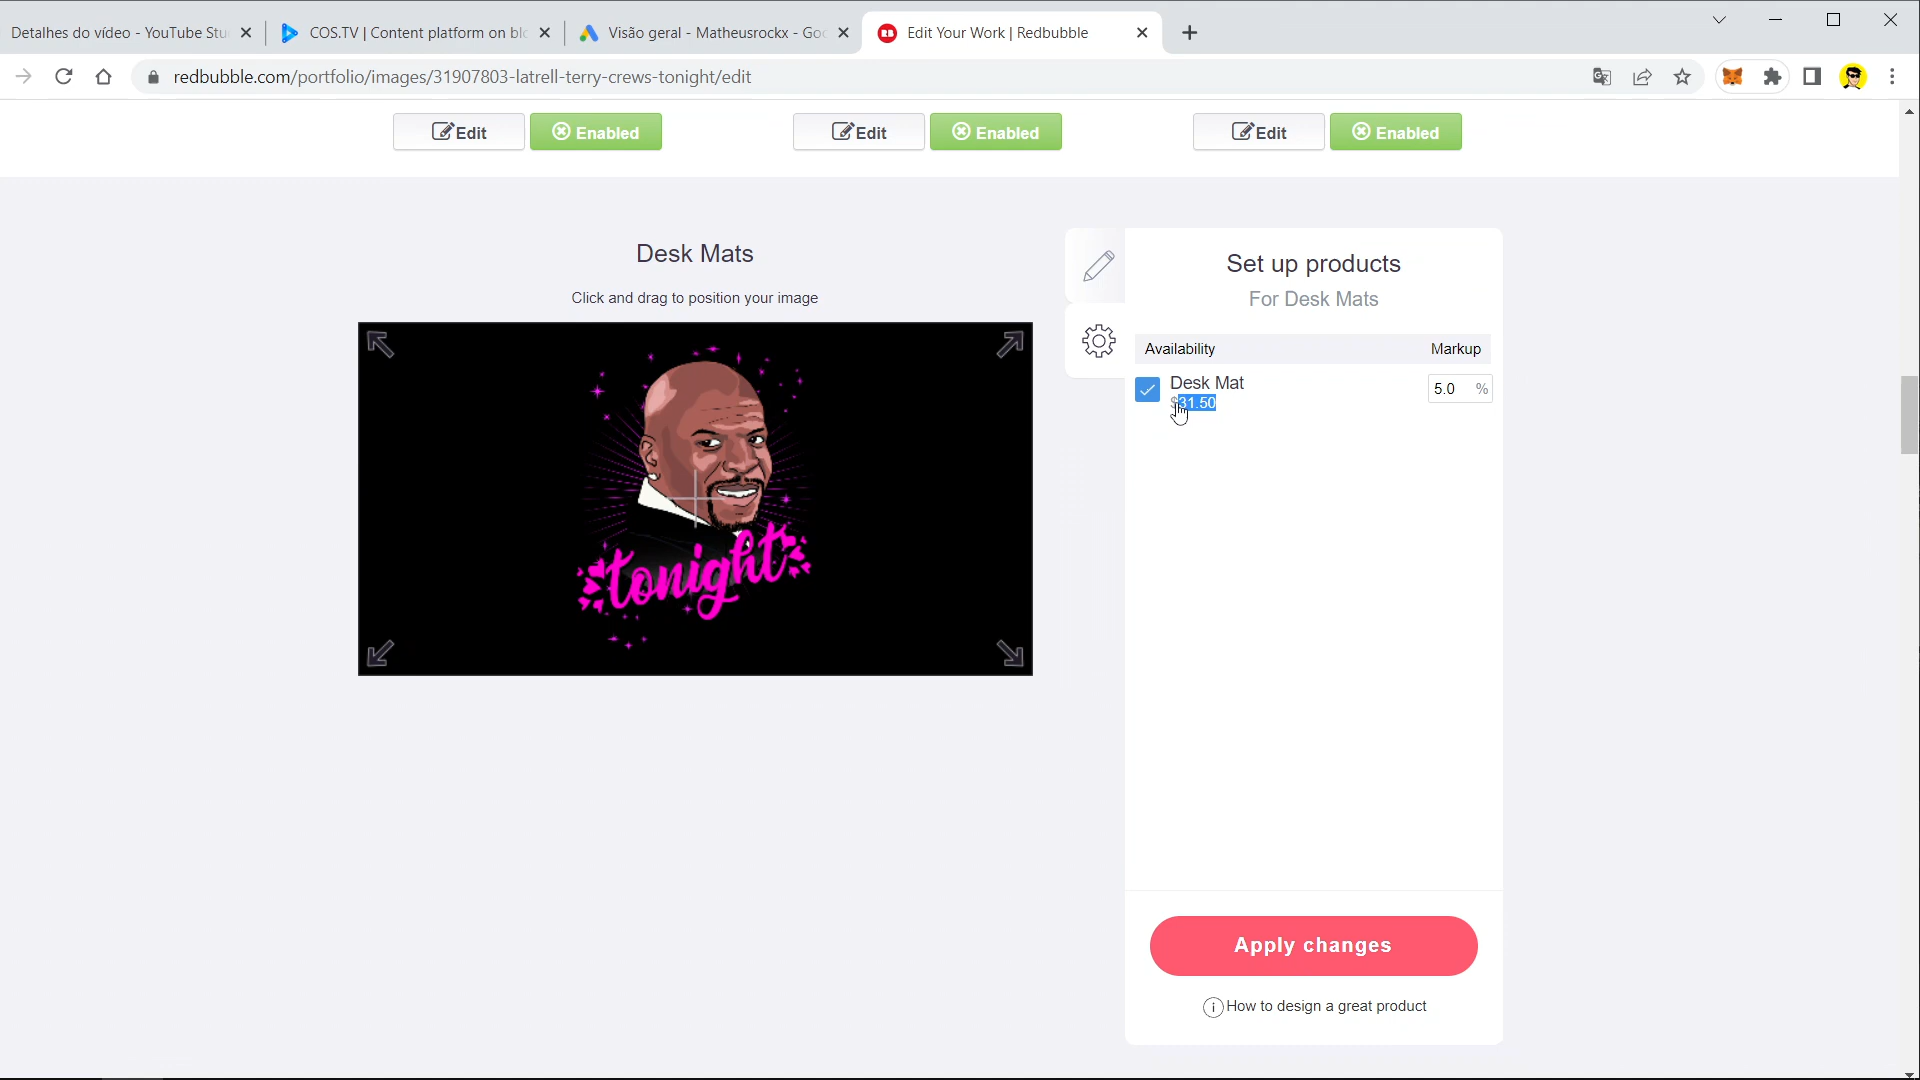 Detalhes do vídeo - YouTube Stu
COS.TV | Content platform on blo
Visão geral - Matheusrockx - Goo
Edit Your Work | Redbubble
redbubble.com/portfolio/images/31907803-latrell-terry-crews-tonight/edit
Edit
Enabled
Edit
Enabled
Edit
Enabled
Desk Mats
Click and drag to position your image
tonight
Set up products
For Desk Mats
Availability
Markup
Desk Mat
5.0 %
$31.50
Apply changes
How to design a great product